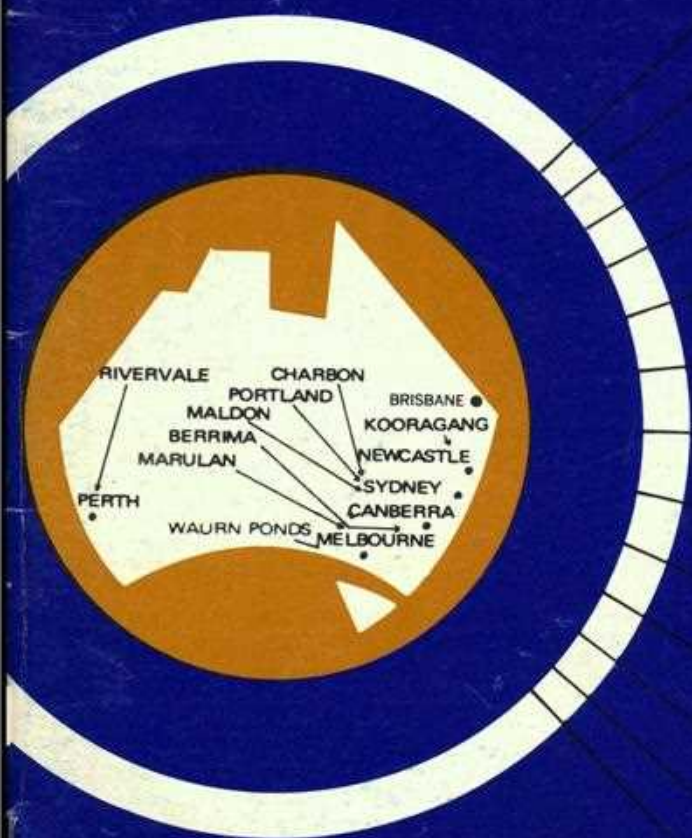 RIVERVALE CHARBON
PORTLAND BRISBANE
MALDON KOORAGANG
BERRIMA NEWCASTLE
MARULAN SYDNEY
PERTH CANBERRA
WAURN PONDS MELBOURNE